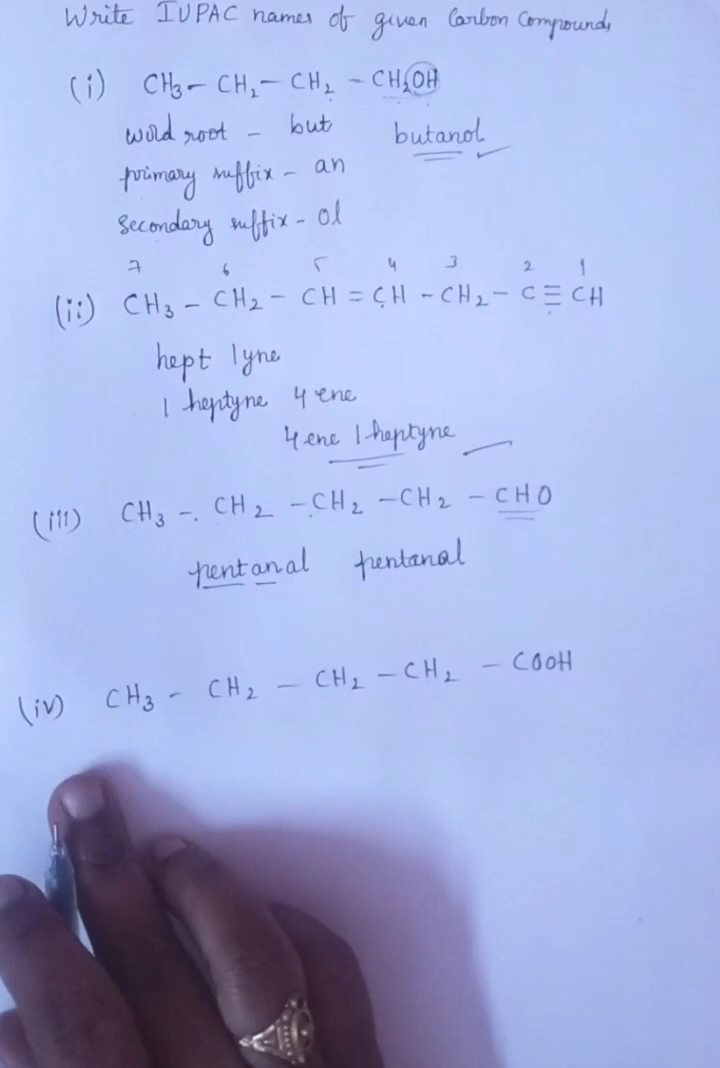 Write IUPAC names of given Carbon Compounds
(i) CH₃ – CH₂ – CH₂ – CH₂OH
word root – but butanol
primary suffix – an
Secondary suffix – ol
7 6 5 4 3 2 1
(ii) CH₃ – CH₂ – CH = CH – CH₂ – C ≡ CH
hept 1yne
1 heptyne 4 ene
4 ene 1 heptyne
(iii) CH₃ – CH₂ – CH₂ – CH₂ – CHO
pentanal pentanal
(iv) CH₃ – CH₂ – CH₂ – CH₂ – COOH